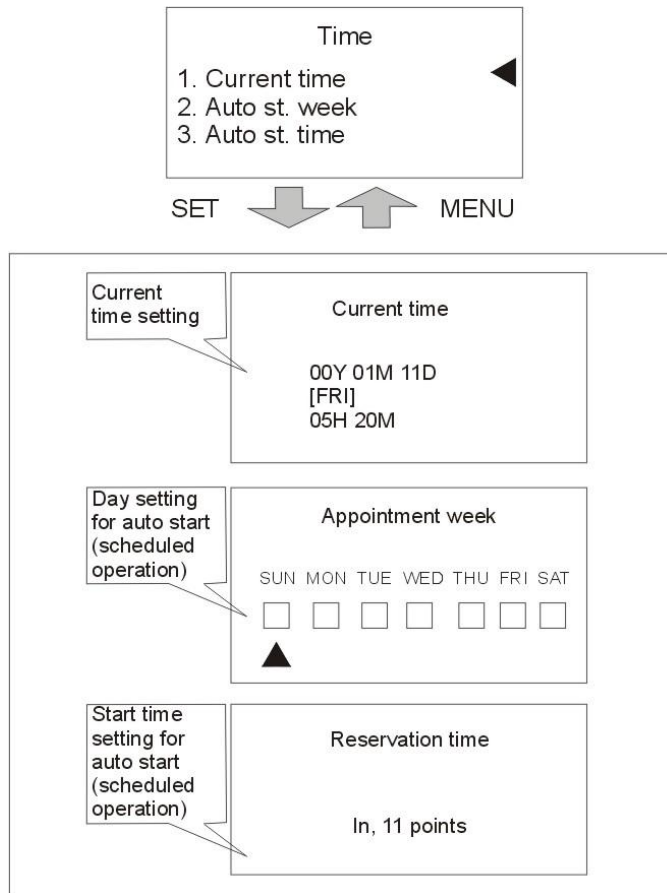 Time
1. Current time
2. Auto st. week
3. Auto st. time
SET
MENU
Current
time setting
Current time
00Y 01M 11D
[FRI]
05H 20M
Day setting
for auto start
(scheduled
operation)
Appointment week
SUN MON TUE WED THU FRI SAT
Start time
setting for
auto start
(scheduled
operation)
Reservation time
In, 11 points